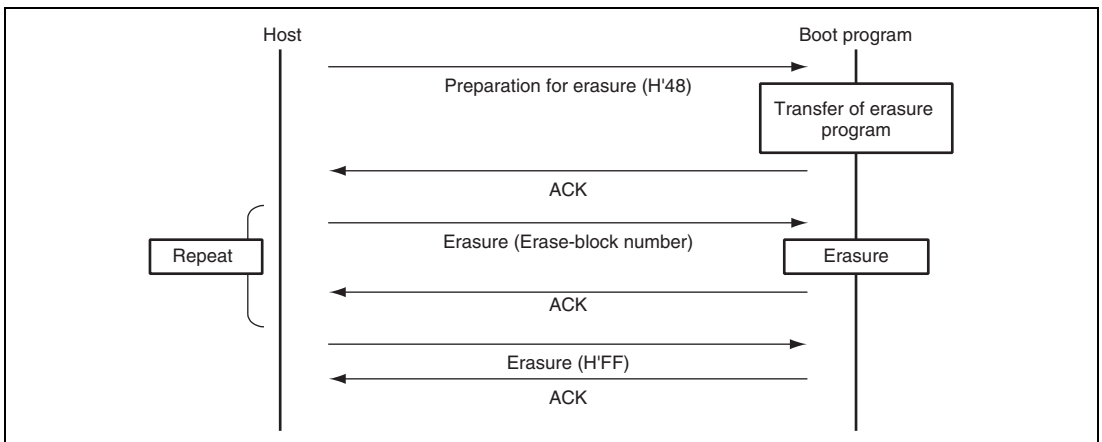 Host
Boot program
Preparation for erasure (H'48)
Transfer of erasure
program
ACK
Erasure (Erase-block number)
Repeat
Erasure
ACK
Erasure (H'FF)
ACK